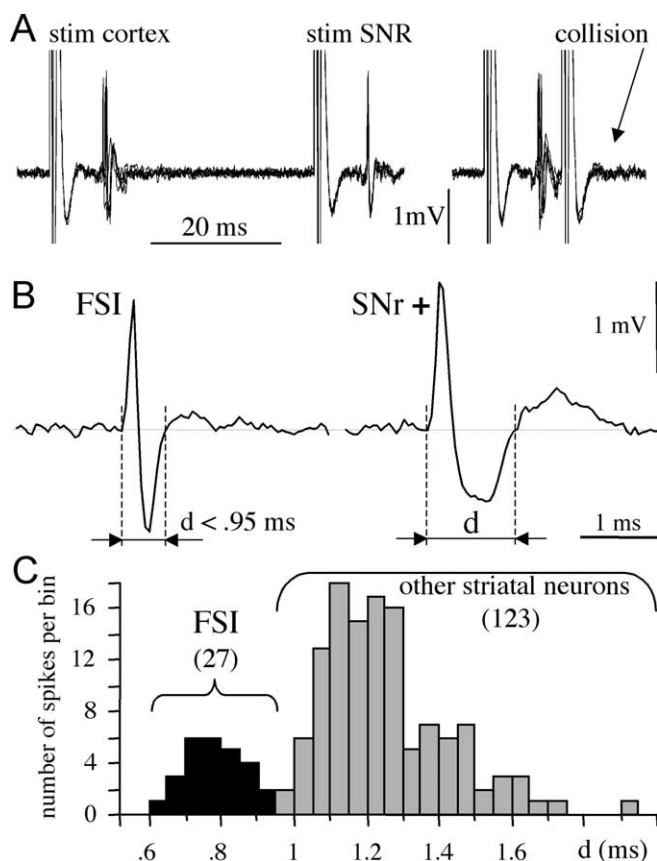 A
stim cortex
stim SNR
collision
20 ms
1mV
B
FSI
SNr +
1 mV
d < .95 ms
d
1 ms
C
number of spikes per bin
16
12
8
4
0
FSI
(27)
other striatal neurons
(123)
.6 .8 1 1.2 1.4 1.6 d (ms)